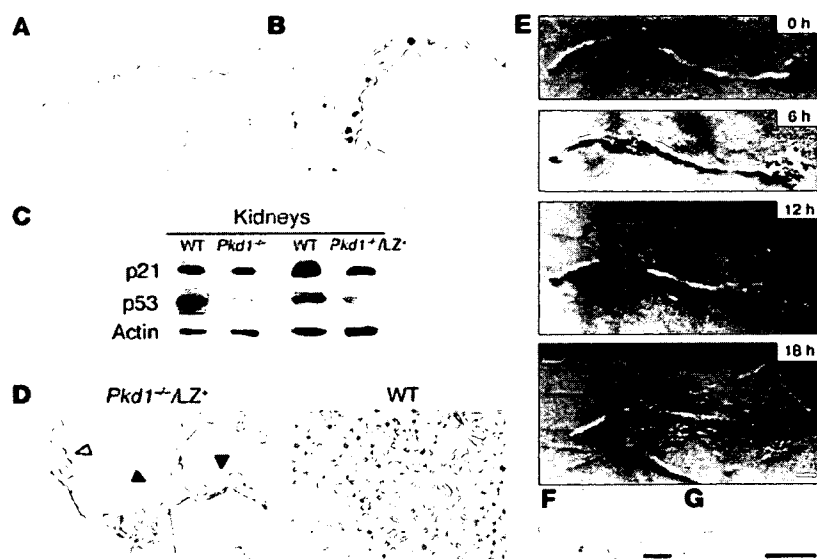 A
B
E
0 h
6 h
C
Kidneys
WT Pkd1⁻/⁻ WT Pkd1⁻/⁻/LZ⁺
p21
p53
Actin
12 h
18 h
D
Pkd1⁻/⁻/LZ⁺ WT
F G